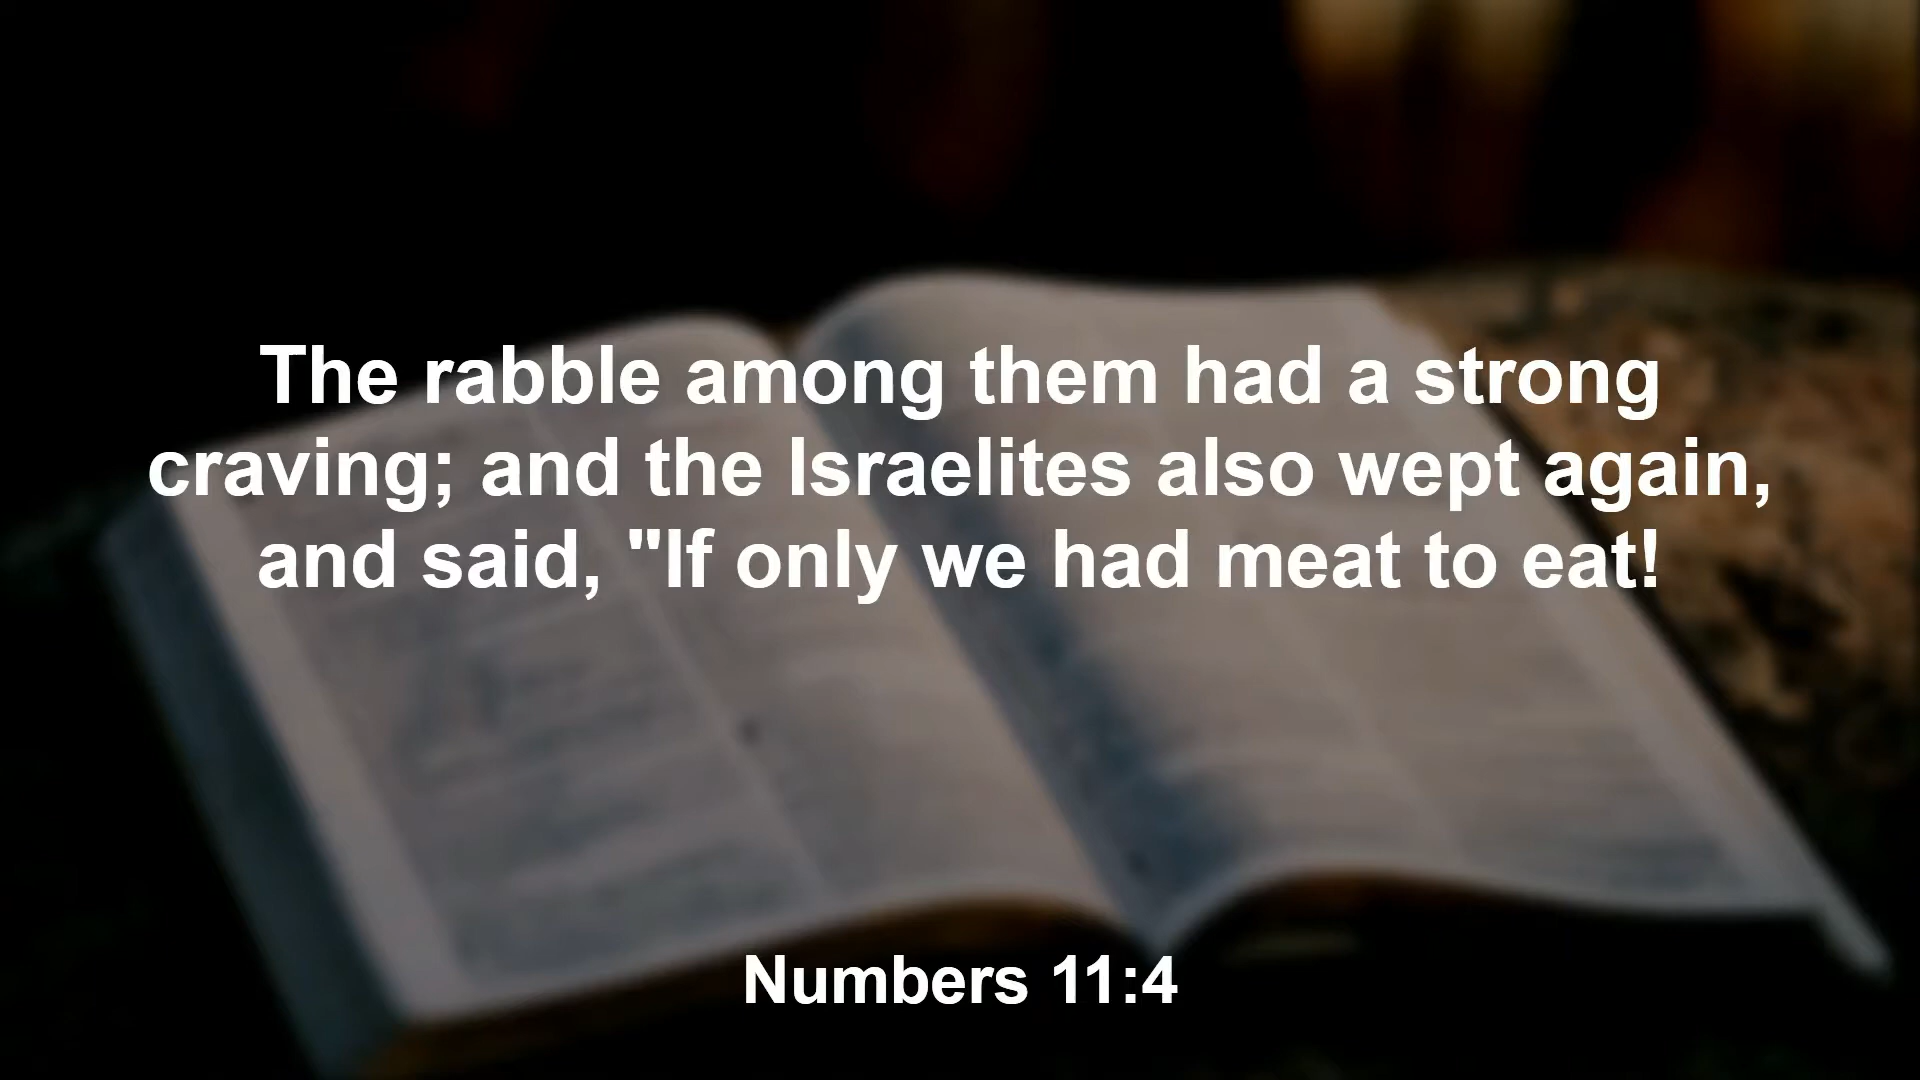 The rabble among them had a strong
craving; and the Israelites also wept again,
and said, "If only we had meat to eat!
Numbers 11:4